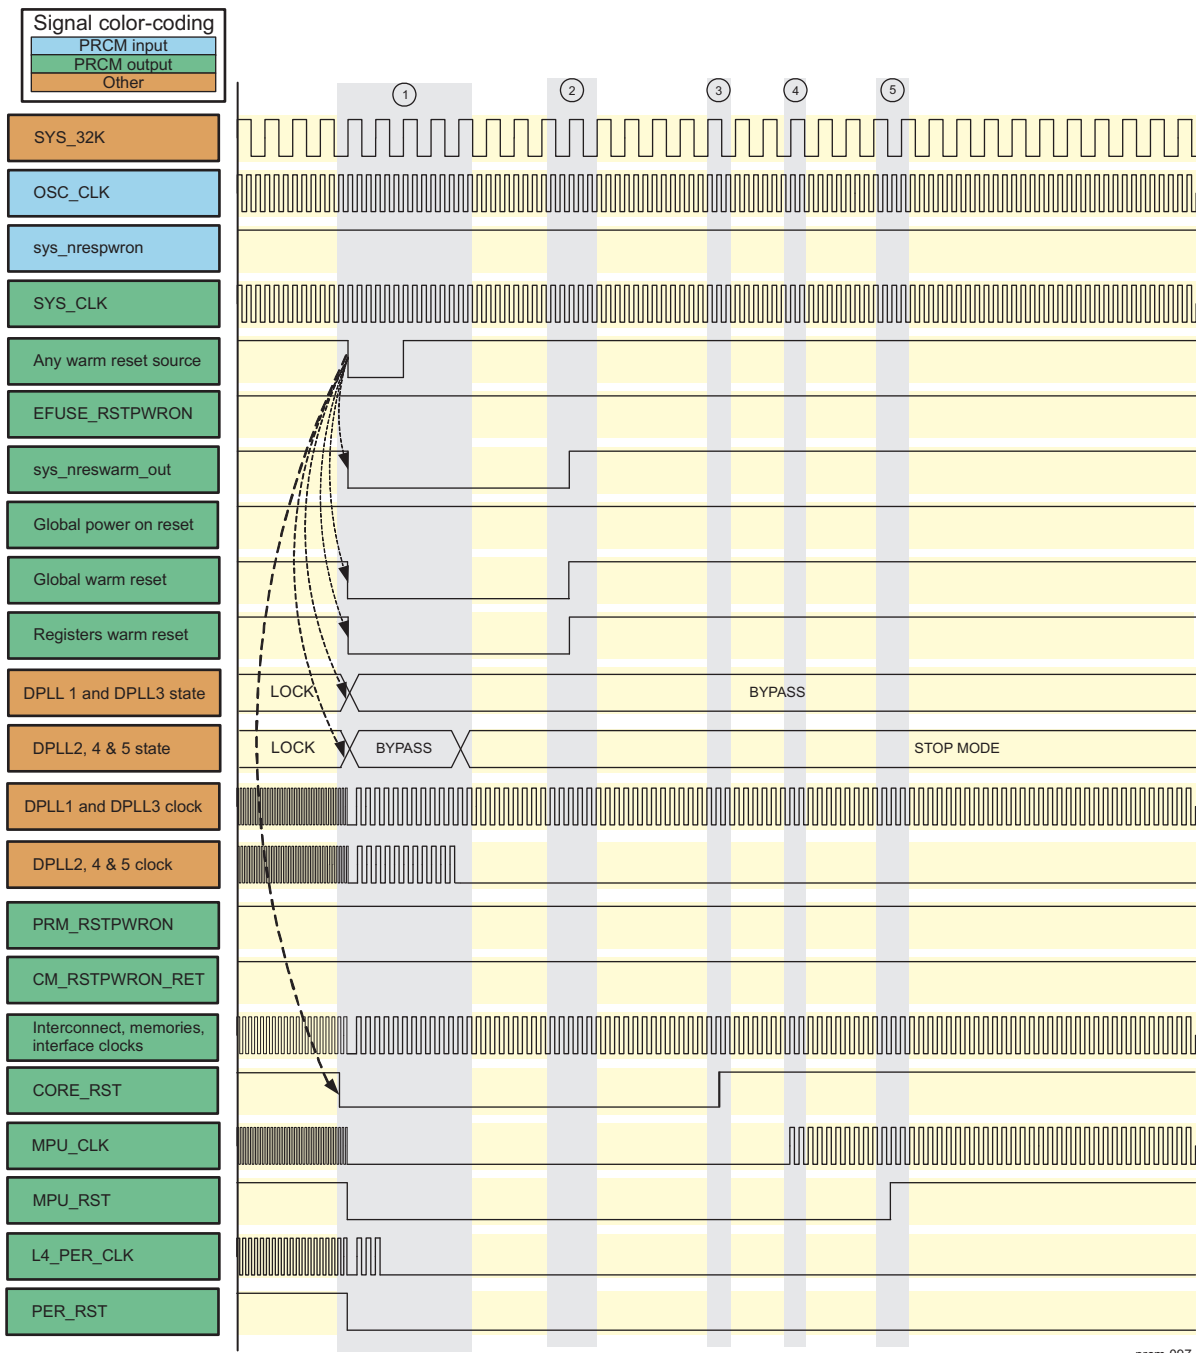 Signal color-coding
PRCM input
PRCM output
Other
1
2
3
4
5
SYS_32K
OSC_CLK
sys_nrespwron
SYS_CLK
Any warm reset source
EFUSE_RSTPWRON
sys_nreswarm_out
Global power on reset
Global warm reset
Registers warm reset
DPLL 1 and DPLL3 state
LOCK
BYPASS
DPLL2, 4 & 5 state
LOCK
BYPASS
STOP MODE
DPLL1 and DPLL3 clock
DPLL2, 4 & 5 clock
PRM_RSTPWRON
CM_RSTPWRON_RET
Interconnect, memories,
interface clocks
CORE_RST
MPU_CLK
MPU_RST
L4_PER_CLK
PER_RST